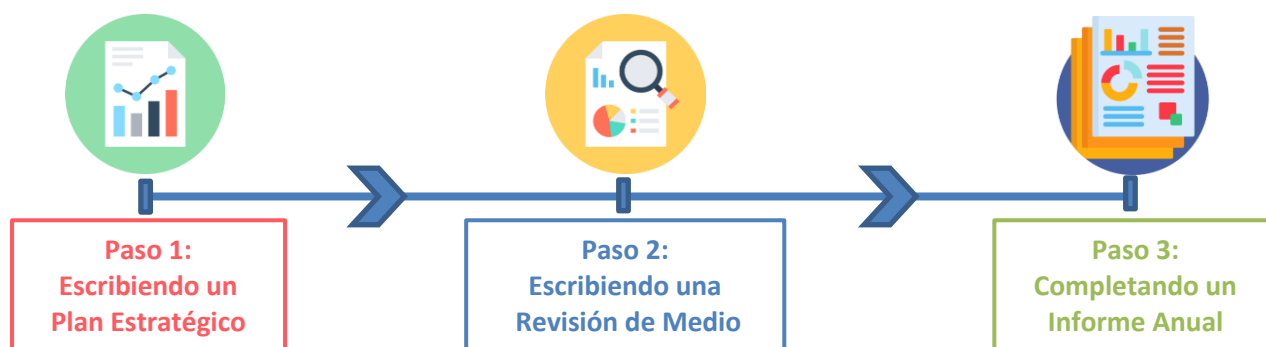 Paso 1:
Escribiendo un
Plan Estratégico
Paso 2:
Escribiendo una
Revisión de Medio
Paso 3:
Completando un
Informe Anual